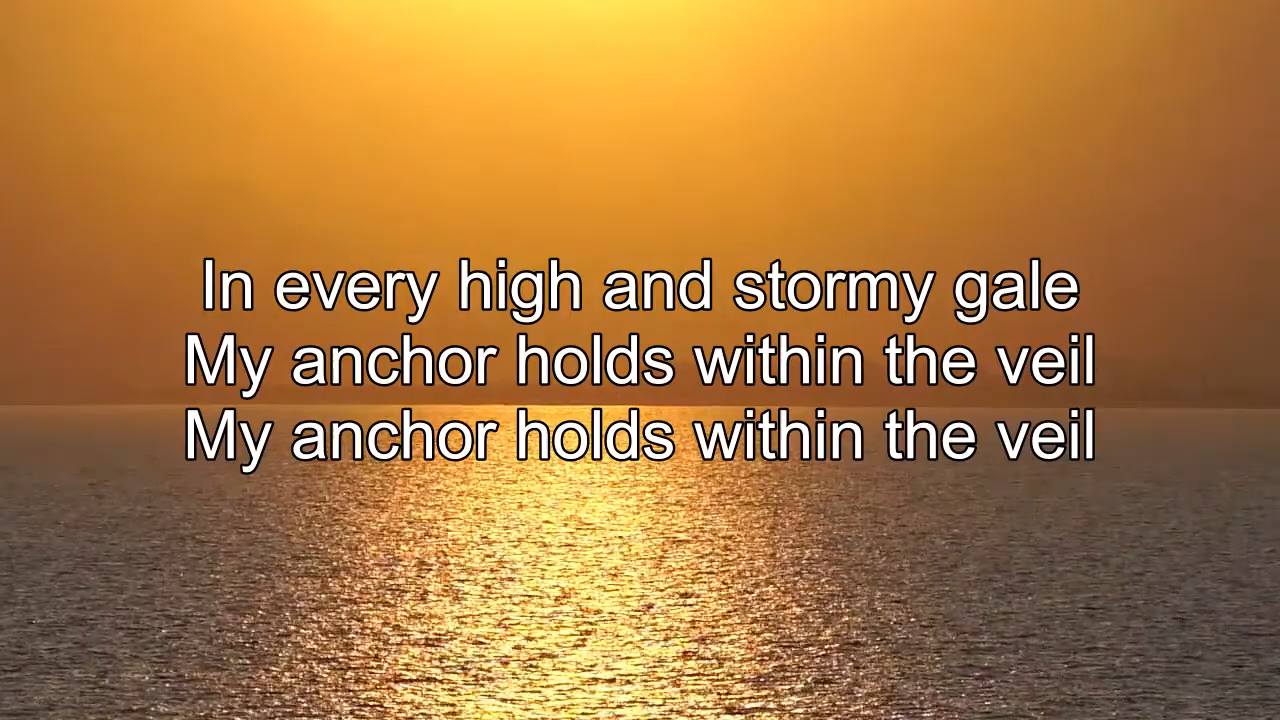 In every high and stormy gale
My anchor holds within the veil
My anchor holds within the veil